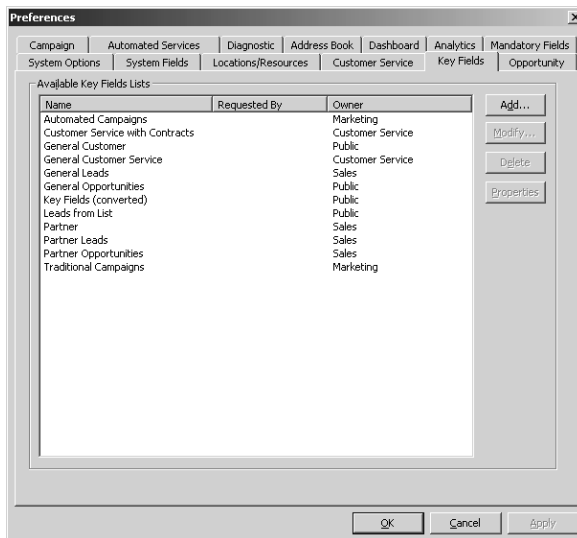 Preferences
Campaign Automated Services Diagnostic Address Book Dashboard Analytics Mandatory Fields
System Options System Fields Locations/Resources Customer Service Key Fields Opportunity
Available Key Fields Lists
Name Requested By Owner
Automated Campaigns Marketing
Customer Service with Contracts Customer Service
General Customer Public
General Customer Service Customer Service
General Leads Sales
General Opportunities Public
Key Fields (converted) Public
Leads from List Public
Partner Sales
Partner Leads Sales
Partner Opportunities Sales
Traditional Campaigns Marketing
Add...
Modify...
Delete
Properties
OK Cancel Apply